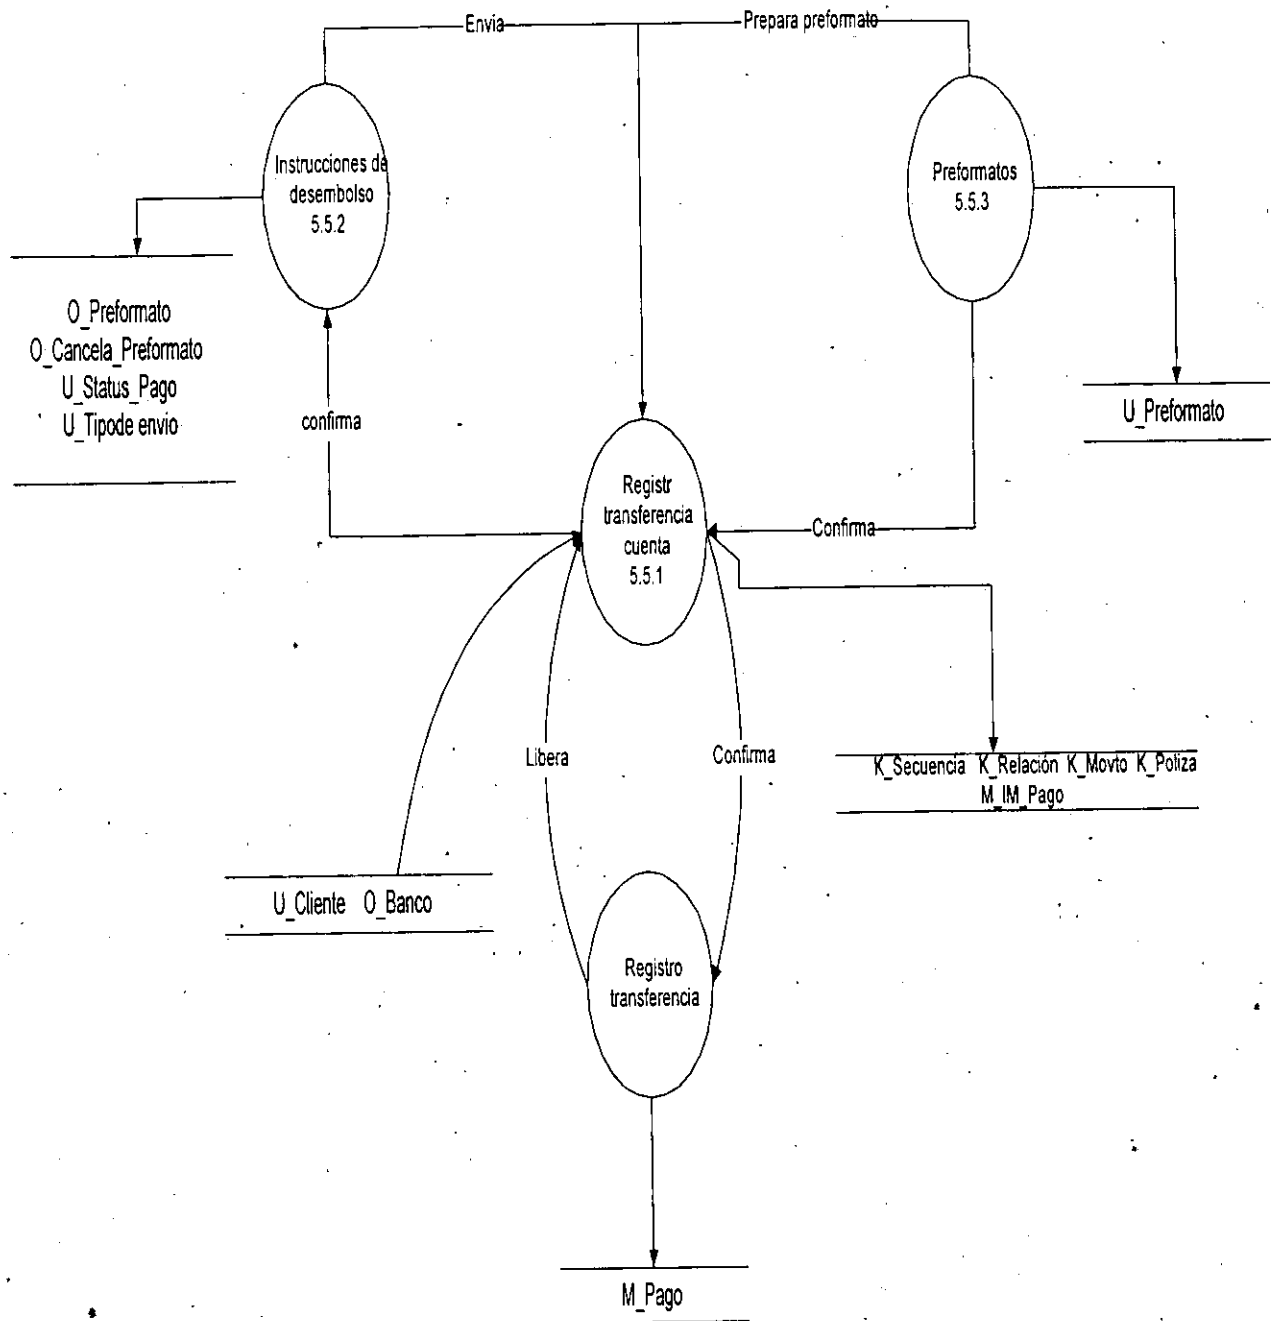 Envia
Prepara preformato
Instrucciones de
desembolso
5.5.2
Preformatos
5.5.3
O_Preformato
O_Cancela_Preformato
U_Status_Pago
U_Tipode envio
U_Preformato
confirma
Registr
transferencia
cuenta
5.5.1
Confirma
Libera
Confirma
K_Secuencia K_Relación K_Movto K_Poliza
M_IM_Pago
U_Cliente O_Banco
Registro
transferencia
M_Pago